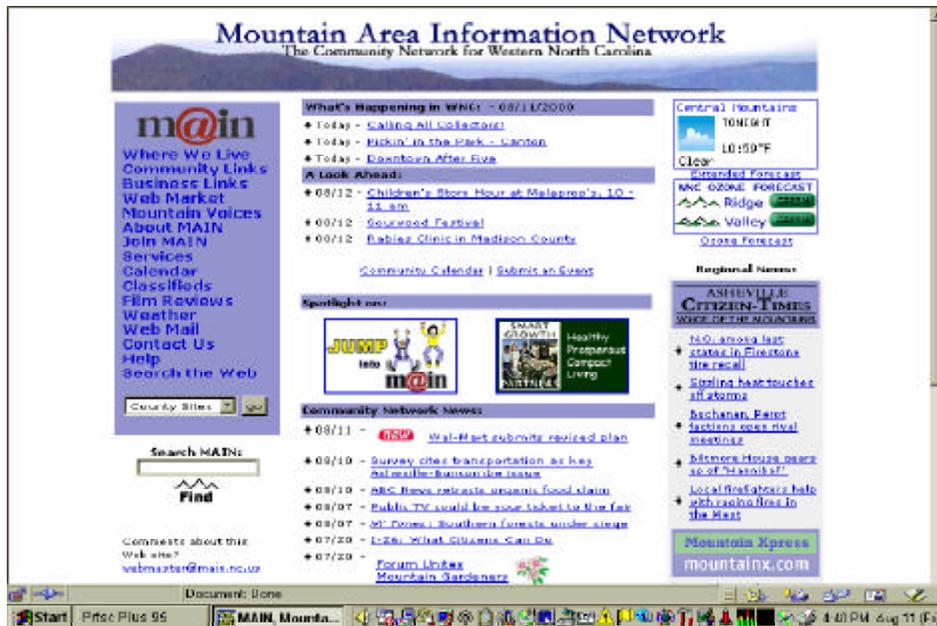 Mountain Area Information Network
The Community Network for Western North Carolina
m@in
Where We Live
Community Links
Business Links
Web Market
Mountain Voices
About MAIN
Join MAIN
Services
Calendar
Classifieds
Film Reviews
Weather
Web Mail
Contact Us
Help
Search the Web
County Sites go
Search MAIN:
Find
Comments about this
Web site?
webmaster@main.nc.us
What's Happening in WNC: - 08/11/2000
Today - Calling All Collectors!
Today - Pickin' in the Park - Canton
Today - Downtown After Five
A Look Ahead:
08/12 - Children's Story Hour at Malaprop's, 10 -
11 am
08/12 - Sourwood Festival
08/12 - Rabies Clinic in Madison County
Community Calendar | Submit an Event
Spotlight on:
JUMP
into
m@in
SMART
GROWTH
PARTNERS
Healthy
Prosperous
Compact
Living
Community Network News:
08/11 - new Wal-Mart submits revised plan
08/10 - Survey cites transportation as key
Asheville-Buncombe issue
08/10 - ABC News retracts organic food claim
08/07 - Public TV could be your ticket to the fair
08/07 - Southern forests under siege
07/20 - I-26: What Citizens Can Do
07/20 - Forum Unites
Mountain Gardeners
Central Mountains
TONIGHT
LO:59°F
Clear
Extended Forecast
WNC OZONE FORECAST
Ridge GREEN
Valley GREEN
Ozone Forecast
Regional News:
ASHEVILLE
CITIZEN-TIMES
VOICE OF THE MOUNTAINS
N.C. among last
states in Firestone
tire recall
Sizzling heat touches
off storms
Buchanan, Perot
factions open rival
meetings
Biltmore House gears
up of "Hannibal"
Local firefighters help
with raging fires in
the West
Mountain Xpress
mountainx.com
Document: Done
Start
MAIN, Mounta...
4:40 PM Aug 11